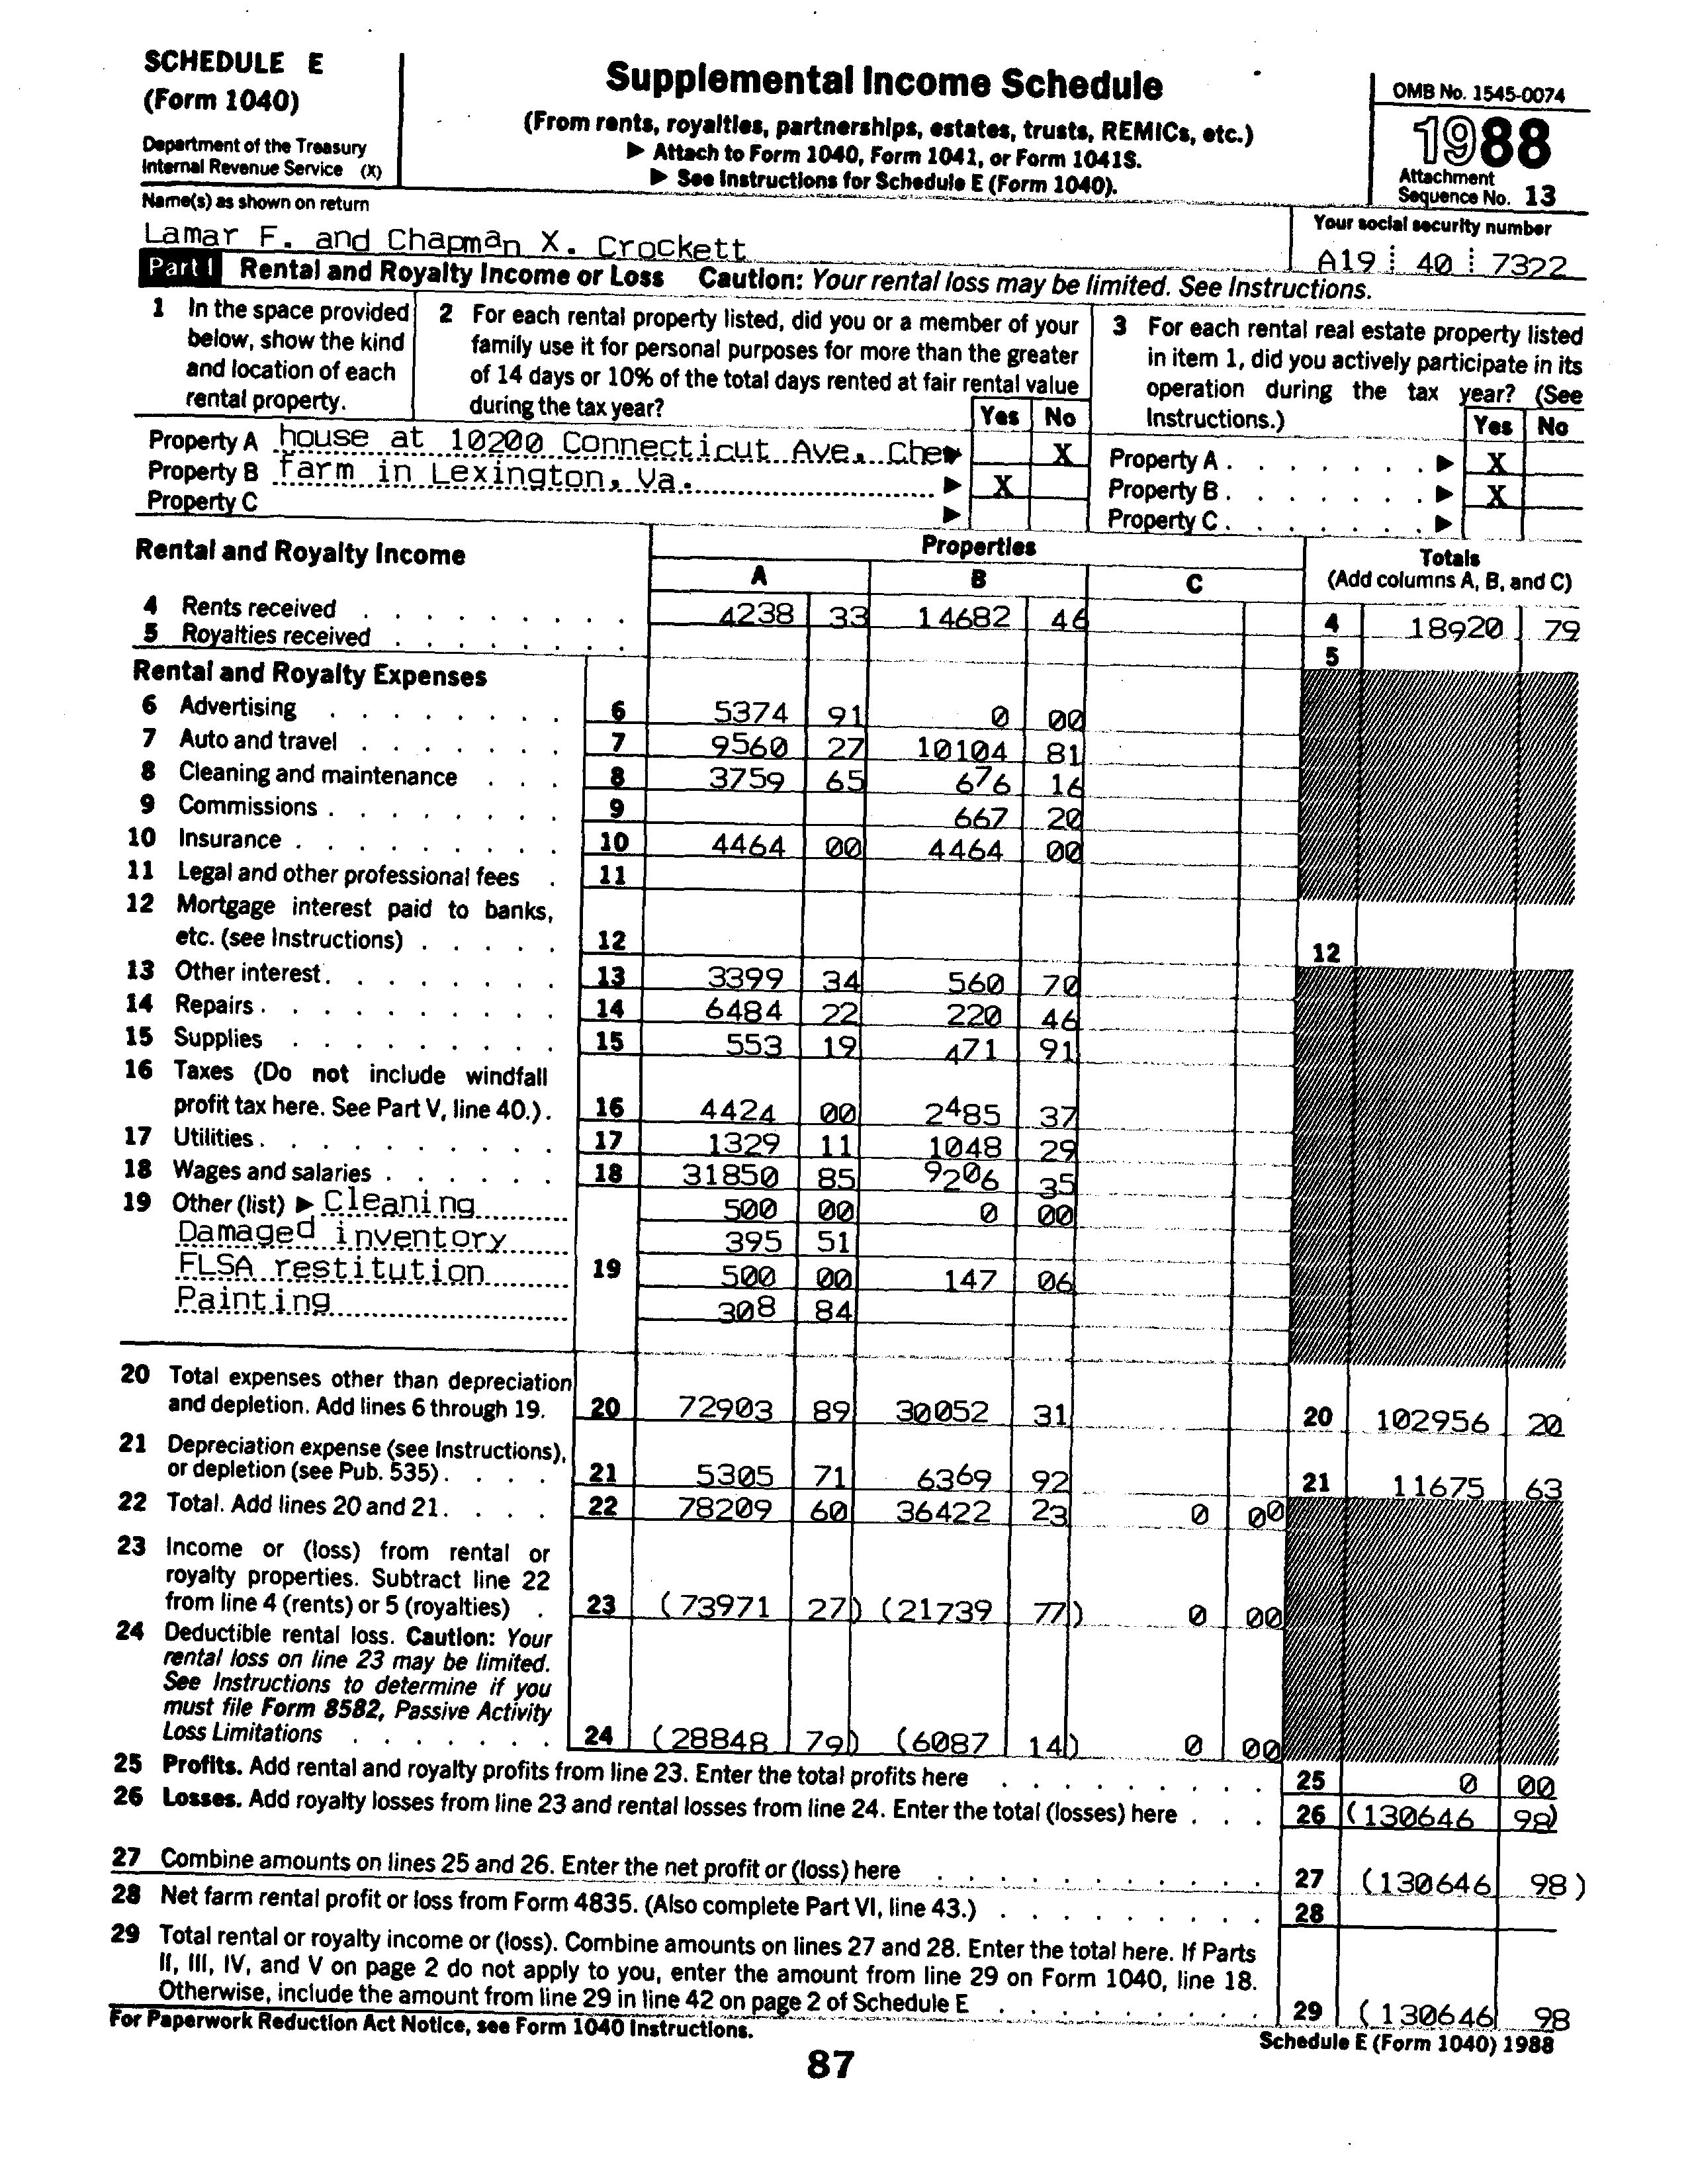 SCHEDULE E
(Form 1040)
Department of the Treasury
Internal Revenue Service (X)
Supplemental Income Schedule
(From rents, royalties, partnerships, estates, trusts, REMICs, etc.)
▶ Attach to Form 1040, Form 1041, or Form 1041S.
▶ See Instructions for Schedule E (Form 1040).
OMB No. 1545-0074
1988
Attachment
Sequence No. 13
Name(s) as shown on return
Lamar F. and Chapman X. Crockett
Your social security number
A19 40 7322
Part I Rental and Royalty Income or Loss Caution: Your rental loss may be limited. See Instructions.
1 In the space provided
below, show the kind
and location of each
rental property.
2 For each rental property listed, did you or a member of your
family use it for personal purposes for more than the greater
of 14 days or 10% of the total days rented at fair rental value
during the tax year?
Yes No
3 For each rental real estate property listed
in item 1, did you actively participate in its
operation during the tax year? (See
Instructions.)
Yes No
Property A house at 10200 Connecticut Ave, Chev ▶ X Property A . . . . . . . ▶ X
Property B farm in Lexington, Va. ▶ X Property B . . . . . . . ▶ X
Property C ▶ Property C . . . . . . . ▶
Rental and Royalty Income
Properties
A B C
Totals
(Add columns A, B, and C)
4 Rents received . . . . . . . . 4238 33 14682 46 4 18920 79
5 Royalties received . . . . . . . 5
Rental and Royalty Expenses
6 Advertising . . . . . . . . 6 5374 91 0 00
7 Auto and travel . . . . . . . 7 9560 27 10104 81
8 Cleaning and maintenance . . . 8 3759 65 676 16
9 Commissions . . . . . . . . 9 667 20
10 Insurance . . . . . . . . . 10 4464 00 4464 00
11 Legal and other professional fees . 11
12 Mortgage interest paid to banks,
etc. (see Instructions) . . . . . 12 12
13 Other interest . . . . . . . . 13 3399 34 560 70
14 Repairs . . . . . . . . . . 14 6484 22 220 46
15 Supplies . . . . . . . . . 15 553 19 471 91
16 Taxes (Do not include windfall
profit tax here. See Part V, line 40.) . 16 4424 00 2485 37
17 Utilities . . . . . . . . . . 17 1329 11 1048 29
18 Wages and salaries . . . . . . 18 31850 85 9206 35
19 Other (list) ▶ Cleaning 500 00 0 00
Damaged inventory 395 51
FLSA restitution 19 500 00 147 06
Painting 308 84
20 Total expenses other than depreciation
and depletion. Add lines 6 through 19. 20 72903 89 30052 31 20 102956 20
21 Depreciation expense (see Instructions),
or depletion (see Pub. 535) . . . . 21 5305 71 6369 92 21 11675 63
22 Total. Add lines 20 and 21 . . . . 22 78209 60 36422 23 0 00
23 Income or (loss) from rental or
royalty properties. Subtract line 22
from line 4 (rents) or 5 (royalties) . 23 (73971 27) (21739 77) 0 00
24 Deductible rental loss. Caution: Your
rental loss on line 23 may be limited.
See Instructions to determine if you
must file Form 8582, Passive Activity
Loss Limitations . . . . . . . 24 (28848 79) (6087 14) 0 00
25 Profits. Add rental and royalty profits from line 23. Enter the total profits here . . . . . . . . . 25 0 00
26 Losses. Add royalty losses from line 23 and rental losses from line 24. Enter the total (losses) here . . . 26 (130646 98)
27 Combine amounts on lines 25 and 26. Enter the net profit or (loss) here . . . . . . . . . . . 27 (130646 98)
28 Net farm rental profit or loss from Form 4835. (Also complete Part VI, line 43.) . . . . . . . . . 28
29 Total rental or royalty income or (loss). Combine amounts on lines 27 and 28. Enter the total here. If Parts
II, III, IV, and V on page 2 do not apply to you, enter the amount from line 29 on Form 1040, line 18.
Otherwise, include the amount from line 29 in line 42 on page 2 of Schedule E . . . . . . . . . 29 (130646 98
For Paperwork Reduction Act Notice, see Form 1040 Instructions. Schedule E (Form 1040) 1988
87